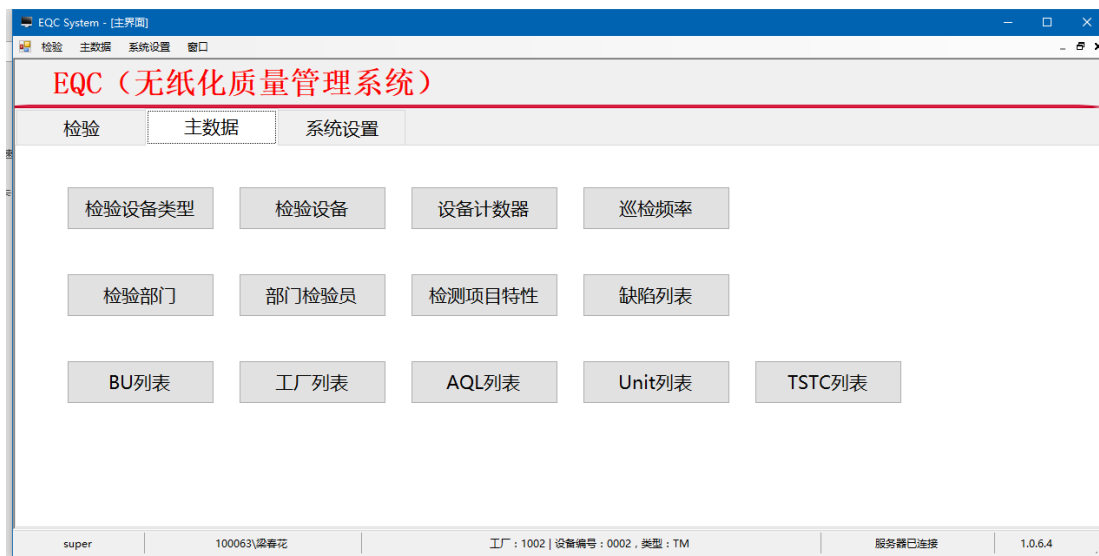 EQC System - [主界面]
检验 主数据 系统设置 窗口
EQC（无纸化质量管理系统）
检验 主数据 系统设置
检验设备类型 检验设备 设备计数器 巡检频率
检验部门 部门检验员 检测项目特性 缺陷列表
BU列表 工厂列表 AQL列表 Unit列表 TSTC列表
super 100063\梁春花 工厂：1002 | 设备编号：0002，类型：TM 服务器已连接 1.0.6.4